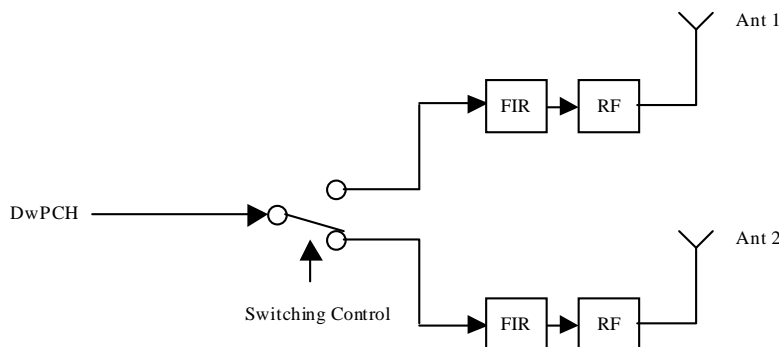 Ant 1
FIR
RF
DwPCH
Ant 2
Switching Control
FIR
RF